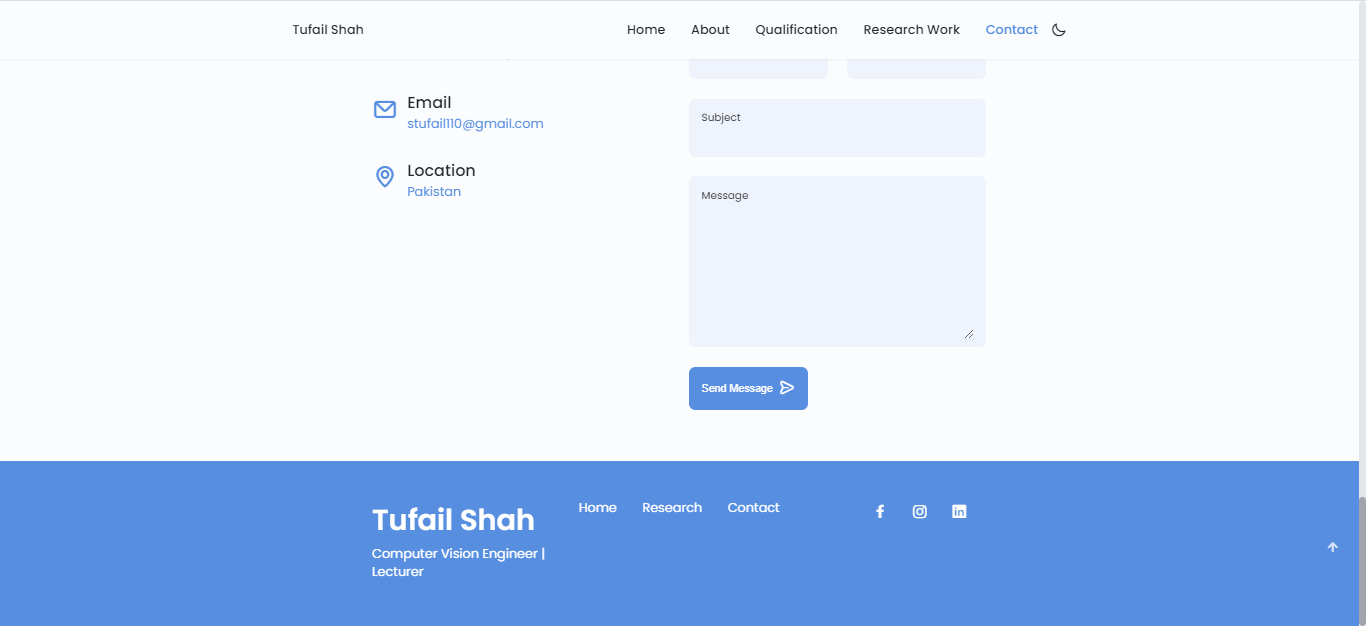 Tufail Shah
Home About Qualification Research Work Contact
Email
stufail110@gmail.com
Location
Pakistan
Subject
Message
Send Message
Tufail Shah
Computer Vision Engineer |
Lecturer
Home Research Contact